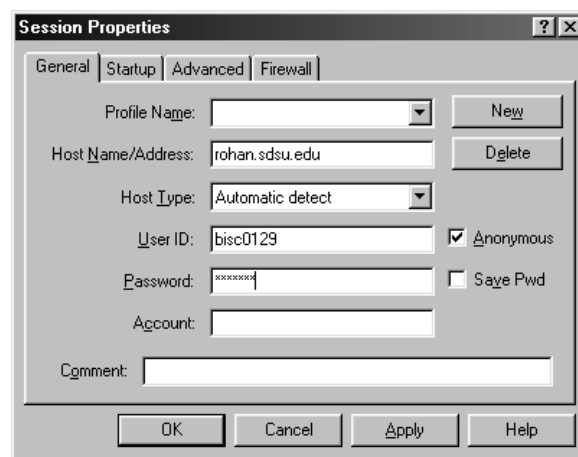 Session Properties
General Startup Advanced Firewall
Profile Name: New
Host Name/Address: rohan.sdsu.edu Delete
Host Type: Automatic detect
User ID: bisc0129 Anonymous
Password: ******* Save Pwd
Account:
Comment:
OK Cancel Apply Help